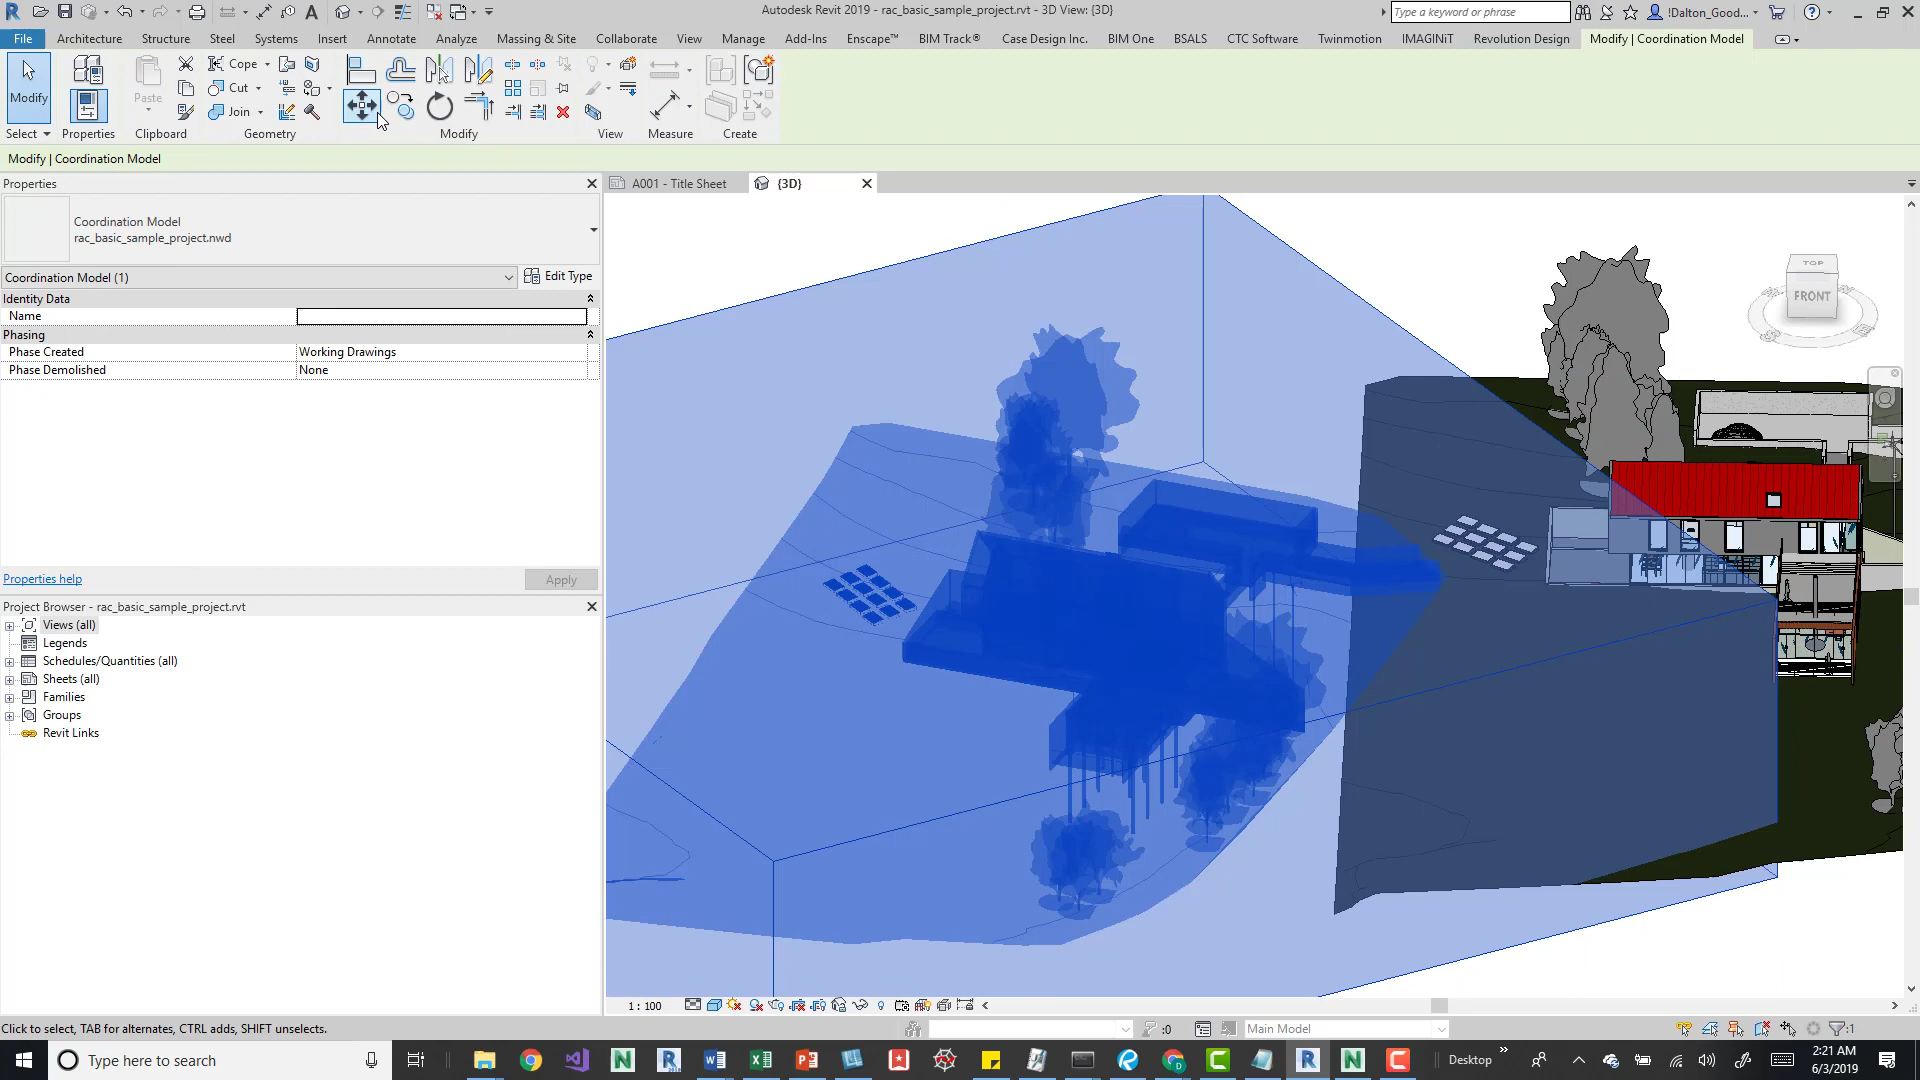 Autodesk Revit 2019 - rac_basic_sample_project.rvt - 3D View: {3D}
Type a keyword or phrase
!Dalton_Good...
File
Architecture
Structure
Steel
Systems
Insert
Annotate
Analyze
Massing & Site
Collaborate
View
Manage
Add-Ins
Enscape™
BIM Track®
Case Design Inc.
BIM One
BSALS
CTC Software
Twinmotion
IMAGINiT
Revolution Design
Modify | Coordination Model
Modify
Paste
Cope
Cut
Join
Select
Properties
Clipboard
Geometry
Modify
View
Measure
Create
Modify | Coordination Model
Properties
Coordination Model
rac_basic_sample_project.nwd
Coordination Model (1)
Edit Type
Identity Data
Name
Phasing
Phase Created
Working Drawings
Phase Demolished
None
Properties help
Apply
Project Browser - rac_basic_sample_project.rvt
Views (all)
Legends
Schedules/Quantities (all)
Sheets (all)
Families
Groups
Revit Links
A001 - Title Sheet
{3D}
TOP
FRONT
1 : 100
Click to select, TAB for alternates, CTRL adds, SHIFT unselects.
:0
Main Model
:1
Type here to search
Desktop
2:21 AM
6/3/2019